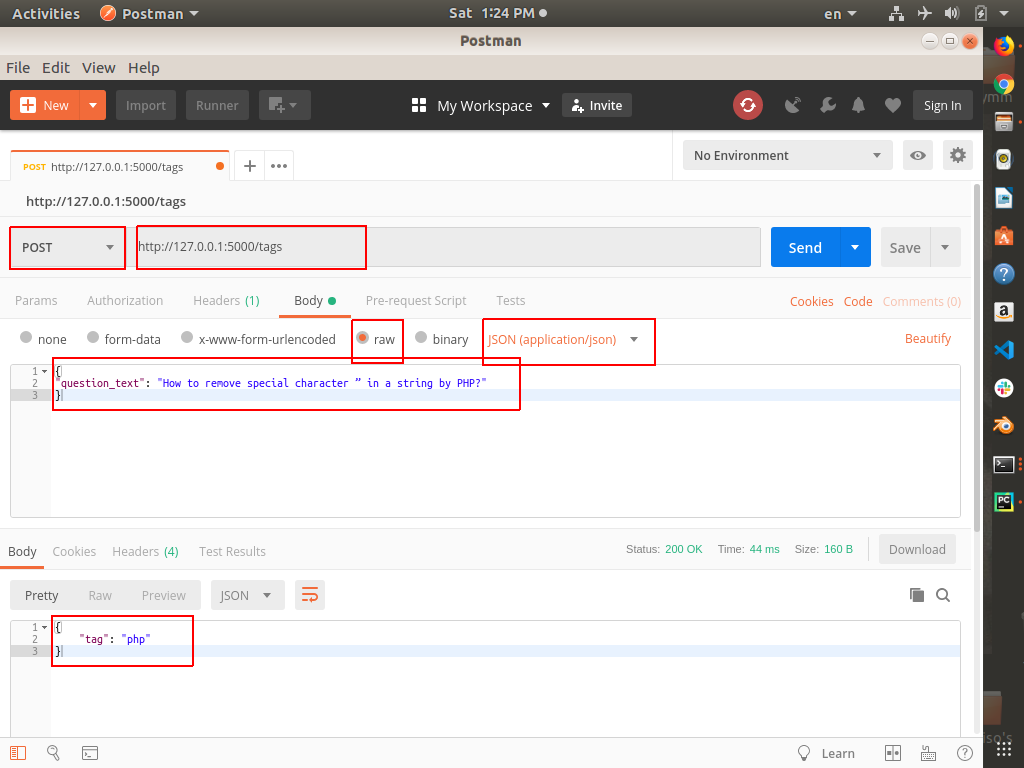 Activities Postman Sat 1:24 PM en
Postman
File Edit View Help
New Import Runner My Workspace Invite Sign In
POST http://127.0.0.1:5000/tags + ••• No Environment
http://127.0.0.1:5000/tags
POST http://127.0.0.1:5000/tags Send Save
Params Authorization Headers (1) Body Pre-request Script Tests Cookies Code Comments (0)
none form-data x-www-form-urlencoded raw binary JSON (application/json) Beautify
1 {
2 "question_text": "How to remove special character ” in a string by PHP?"
3 }
Body Cookies Headers (4) Test Results Status: 200 OK Time: 44 ms Size: 160 B Download
Pretty Raw Preview JSON
1 {
2 "tag": "php"
3 }
Learn